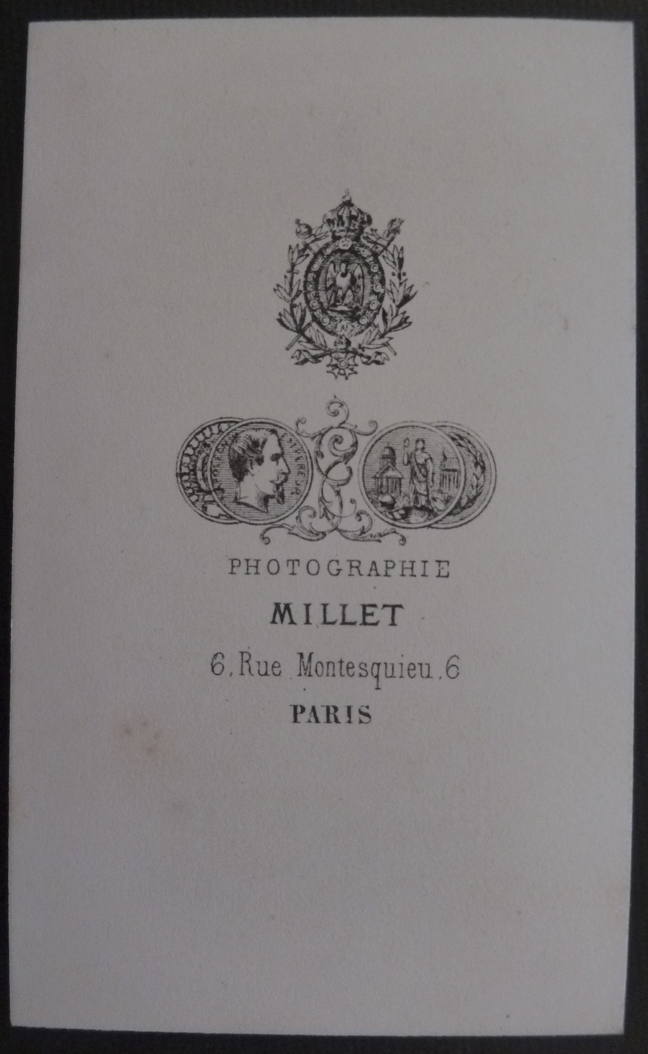 PHOTOGRAPHIE
MILLET
6, Rue Montesquieu, 6
PARIS